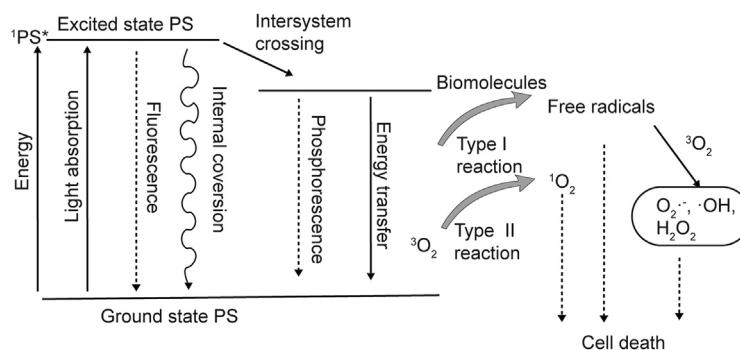 Excited state PS
¹PS*
Intersystem
crossing
Energy
Light absorption
Fluorescence
Internal coversion
Phosphorescence
Energy transfer
Biomolecules
Type I
reaction
³O₂
Type II
reaction
Free radicals
¹O₂
³O₂
O₂·⁻, ·OH,
H₂O₂
Ground state PS
Cell death